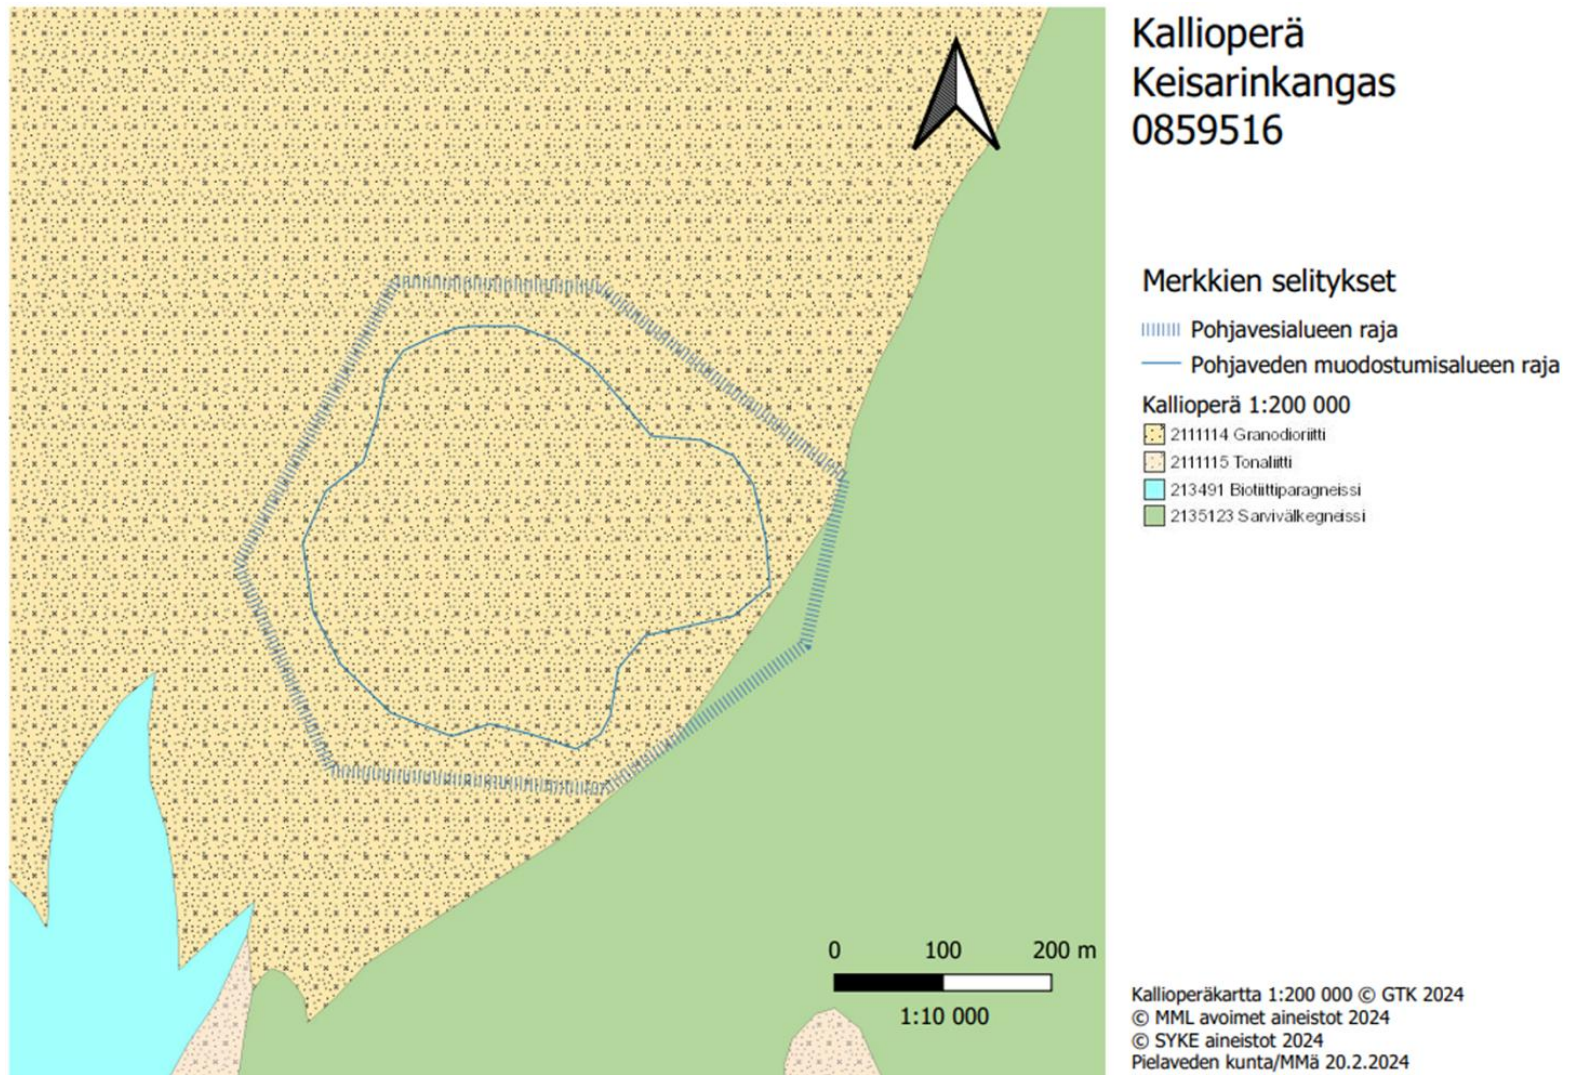 Kallioperä
Keisarinkangas
0859516
Merkkien selitykset
Pohjavesialueen raja
Pohjaveden muodostumisalueen raja
Kallioperä 1:200 000
2111114 Granodioriitti
2111115 Tonaliitti
213491 Biotiittiparagneissi
2135123 Sarvivälkegneissi
0 100 200 m
1:10 000
Kallioperäkartta 1:200 000 © GTK 2024
© MML avoimet aineistot 2024
© SYKE aineistot 2024
Pielaveden kunta/MMä 20.2.2024